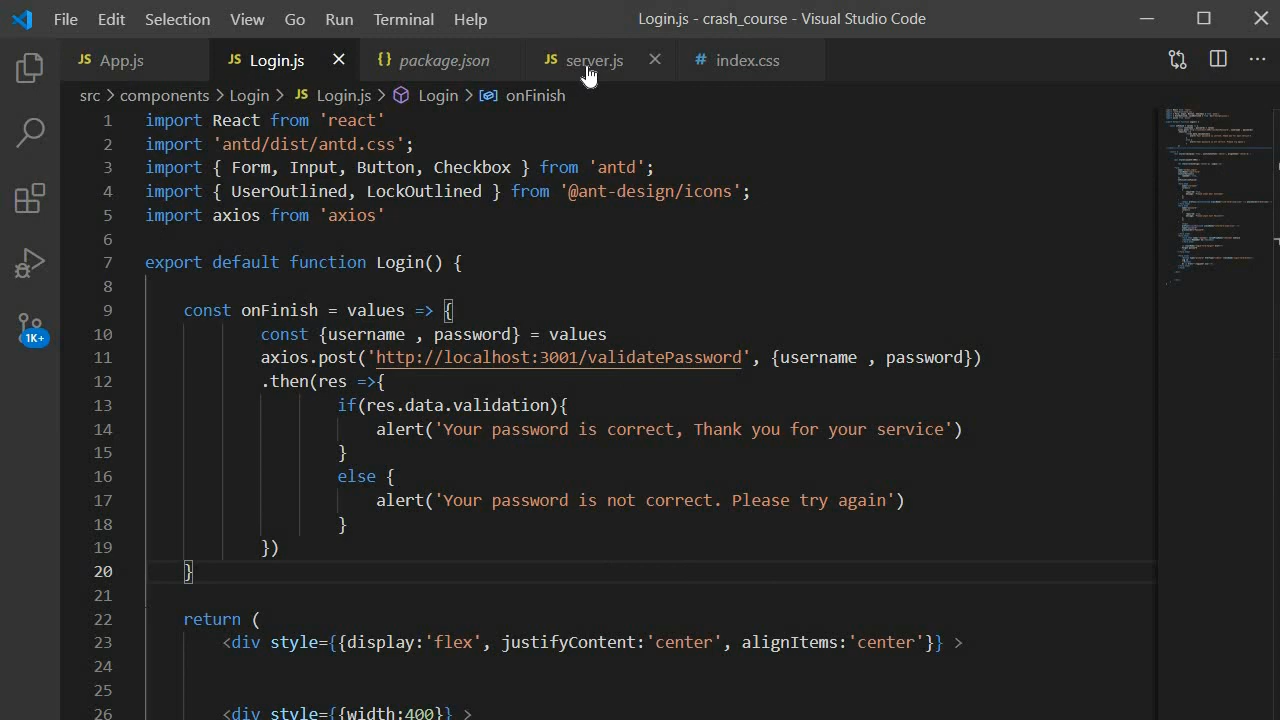 File Edit Selection View Go Run Terminal Help Login.js - crash_course - Visual Studio Code
JS App.js JS Login.js {} package.json JS server.js # index.css
src > components > Login > JS Login.js > Login > onFinish
1 import React from 'react'
2 import 'antd/dist/antd.css';
3 import { Form, Input, Button, Checkbox } from 'antd';
4 import { UserOutlined, LockOutlined } from '@ant-design/icons';
5 import axios from 'axios'
6
7 export default function Login() {
8
9 const onFinish = values => {
10 const {username , password} = values
11 axios.post('http://localhost:3001/validatePassword', {username , password})
12 .then(res =>{
13 if(res.data.validation){
14 alert('Your password is correct, Thank you for your service')
15 }
16 else {
17 alert('Your password is not correct. Please try again')
18 }
19 })
20 }
21
22 return (
23 <div style={{display:'flex', justifyContent:'center', alignItems:'center'}} >
24
25
26 <div style={{width:400}} >
1K+